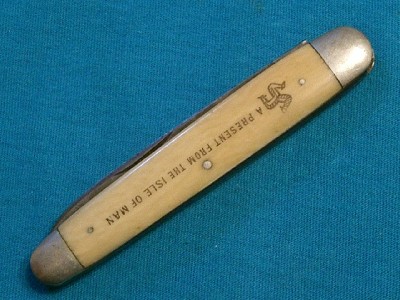 A PRESENT FROM THE ISLE OF MAN